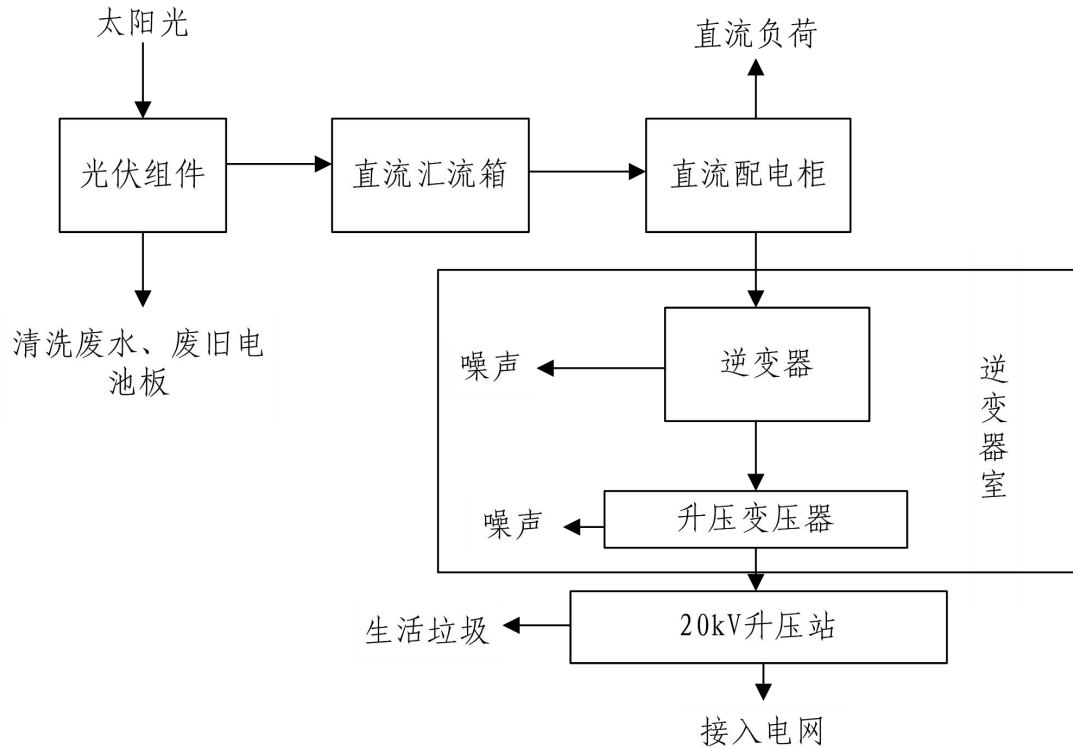 太阳光
直流负荷
光伏组件
直流汇流箱
直流配电柜
清洗废水、废旧电
池板
噪声
逆变器
逆变器室
噪声
升压变压器
生活垃圾
20kV升压站
接入电网